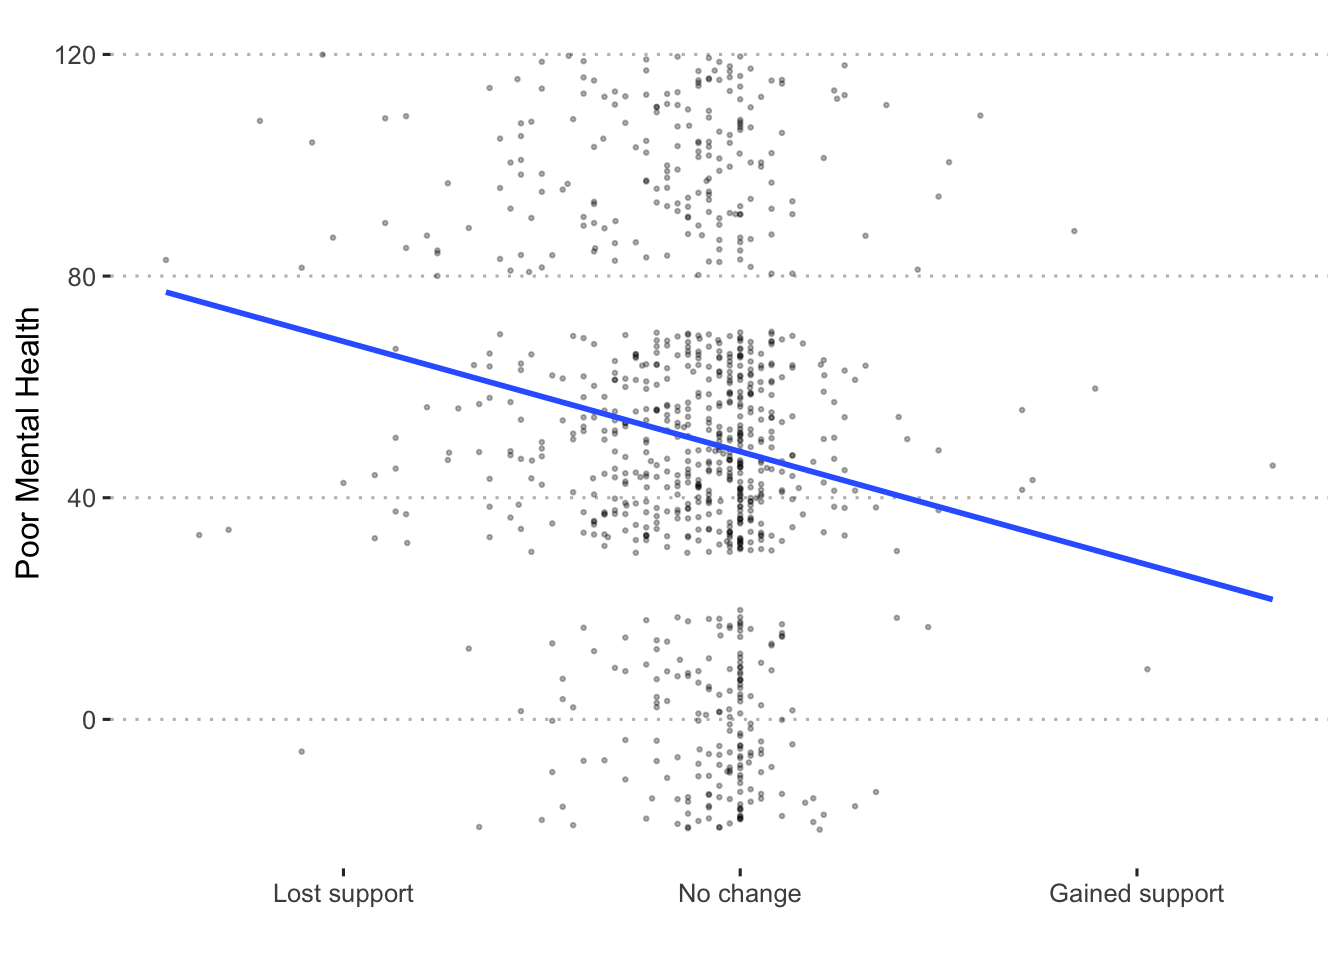 120
80
40
0
Poor Mental Health
Lost support
No change
Gained support